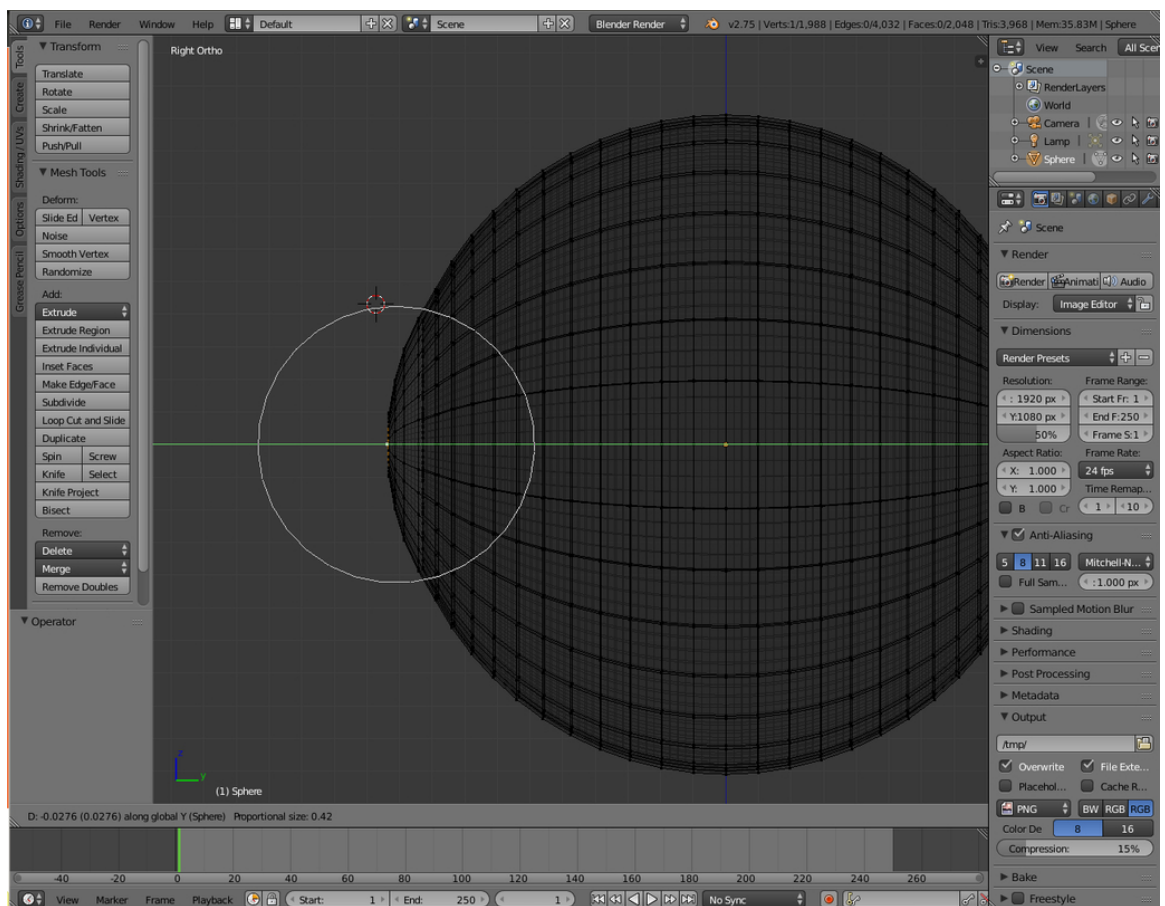 File Render Window Help Default Scene Blender Render v2.75 | Verts:1/1,988 | Edges:0/4,032 | Faces:0/2,048 | Tris:3,968 | Mem:35.83M | Sphere
Tools
Create
Shading / UVs
Options
Grease Pencil
Transform
Translate
Rotate
Scale
Shrink/Fatten
Push/Pull
Mesh Tools
Deform:
Slide Ed Vertex
Noise
Smooth Vertex
Randomize
Add:
Extrude
Extrude Region
Extrude Individual
Inset Faces
Make Edge/Face
Subdivide
Loop Cut and Slide
Duplicate
Spin Screw
Knife Select
Knife Project
Bisect
Remove:
Delete
Merge
Remove Doubles
Operator
Right Ortho
z
y
(1) Sphere
D: -0.0276 (0.0276) along global Y (Sphere) Proportional size: 0.42
-40 -20 0 20 40 60 80 100 120 140 160 180 200 220 240 260
View Marker Frame Playback Start: 1 End: 250 1 No Sync
View Search All Scen
Scene
RenderLayers
World
Camera
Lamp
Sphere
Scene
Render
Render Animati Audio
Display: Image Editor
Dimensions
Render Presets
Resolution: Frame Range:
: 1920 px Start Fr: 1
Y:1080 px End F:250
50% Frame S:1
Aspect Ratio: Frame Rate:
X: 1.000 24 fps
Y: 1.000 Time Remap...
B Cr 1 10
Anti-Aliasing
5 8 11 16 Mitchell-N...
Full Sam... :1.000 px
Sampled Motion Blur
Shading
Performance
Post Processing
Metadata
Output
/tmp/
Overwrite File Exte...
Placehol... Cache R...
PNG BW RGB RGB
Color De 8 16
Compression: 15%
Bake
Freestyle